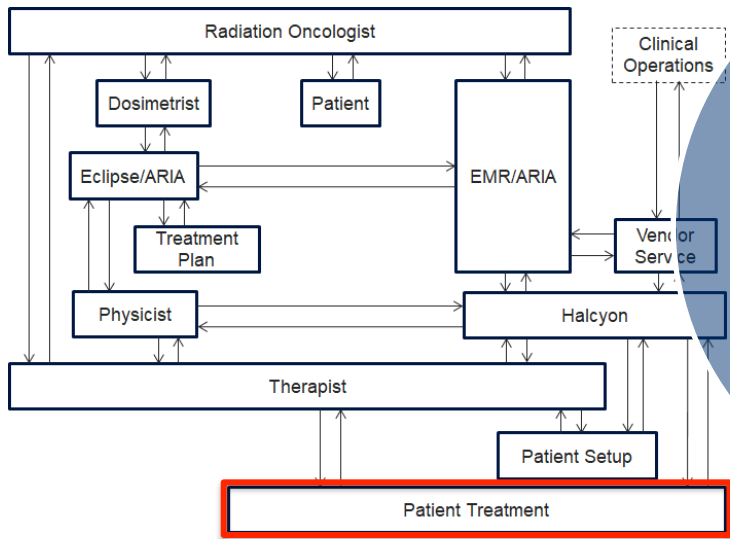 Radiation Oncologist
Clinical
Operations
Dosimetrist
Patient
Eclipse/ARIA
EMR/ARIA
Treatment
Plan
Vendor
Service
Physicist
Halcyon
Therapist
Patient Setup
Patient Treatment